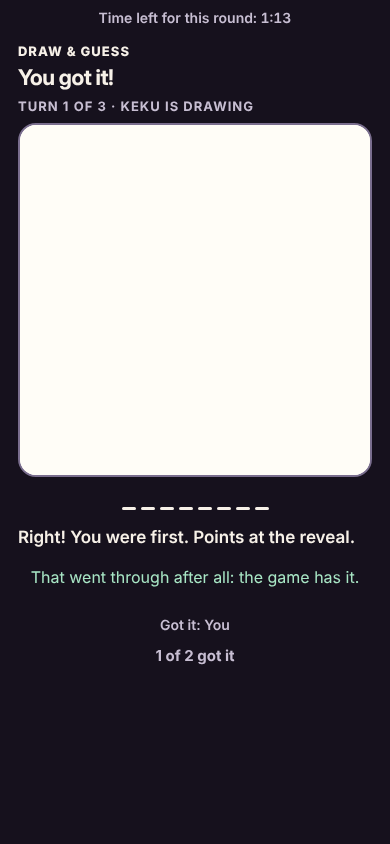 Time left for this round: 1:13
DRAW & GUESS
You got it!
TURN 1 OF 3 · KEKU IS DRAWING
Right! You were first. Points at the reveal.
That went through after all: the game has it.
Got it: You
1 of 2 got it